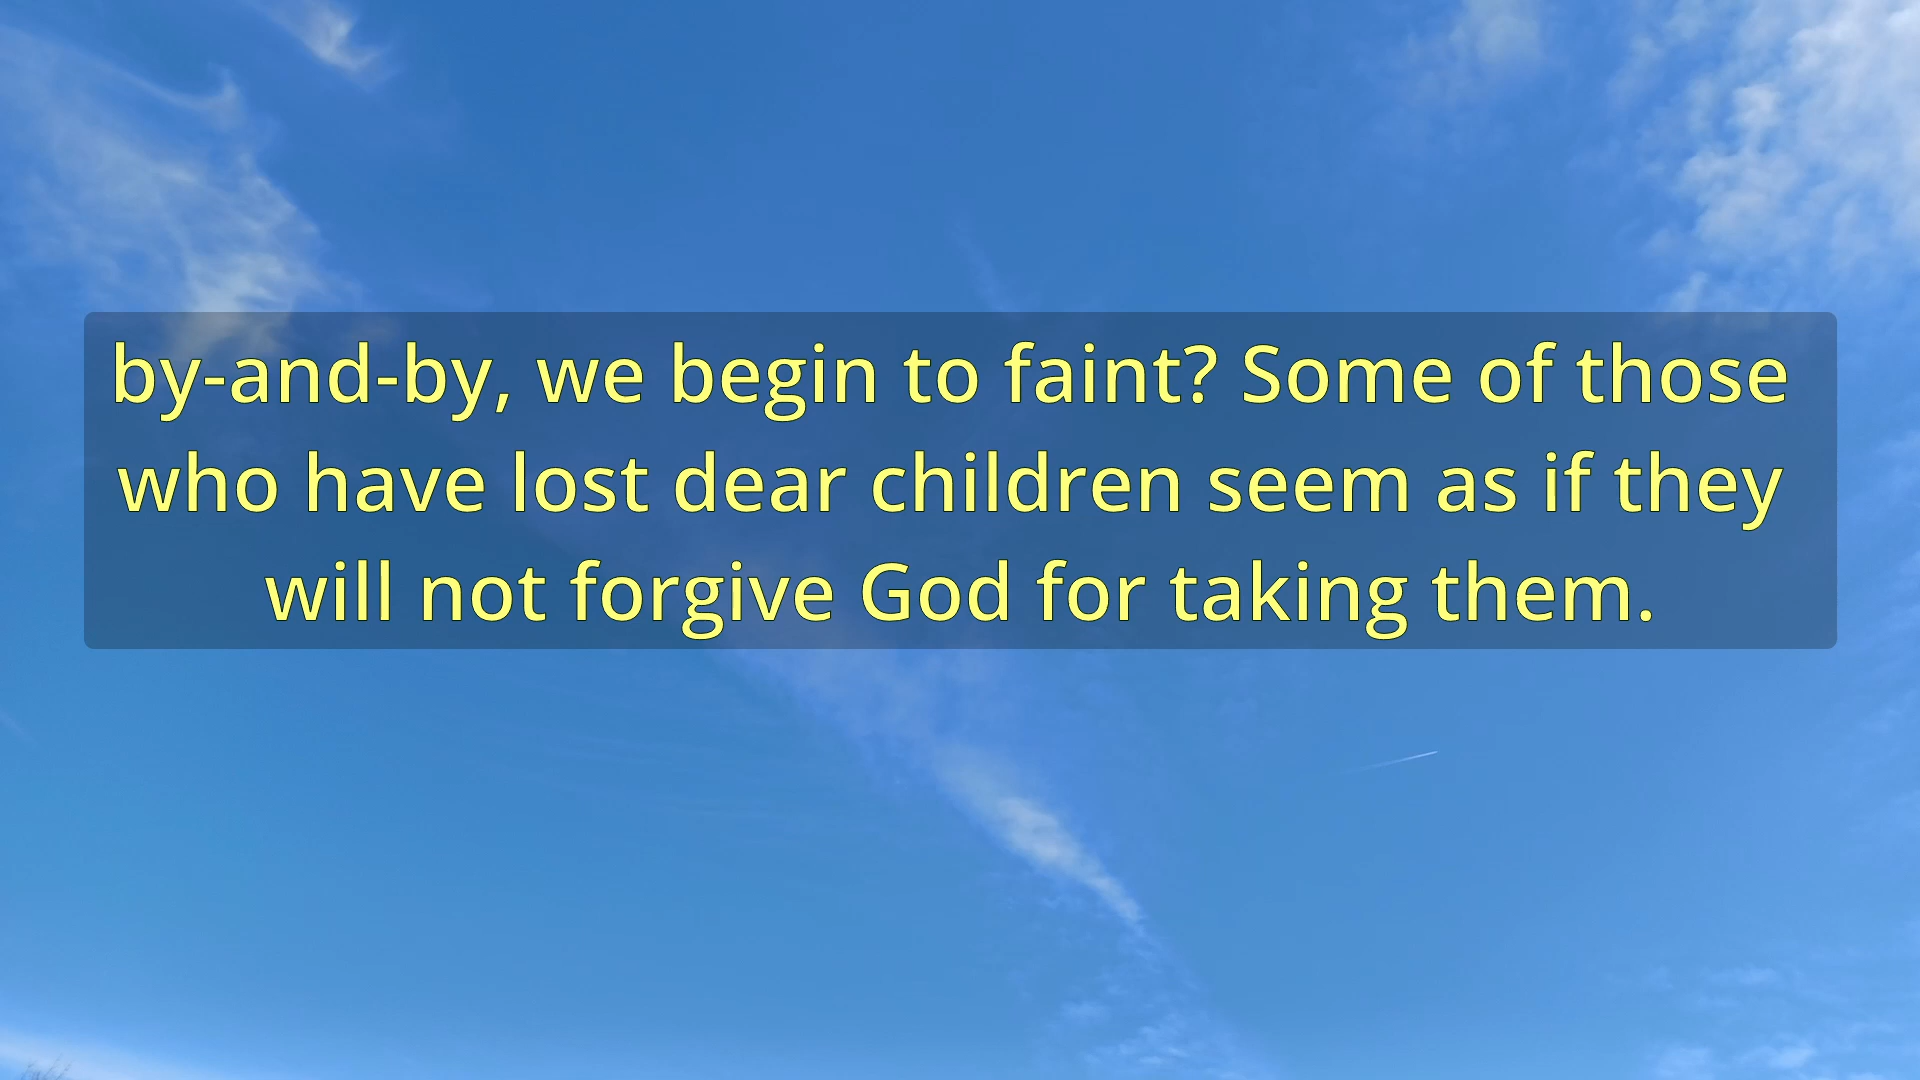 by-and-by, we begin to faint? Some of those
who have lost dear children seem as if they
will not forgive God for taking them.